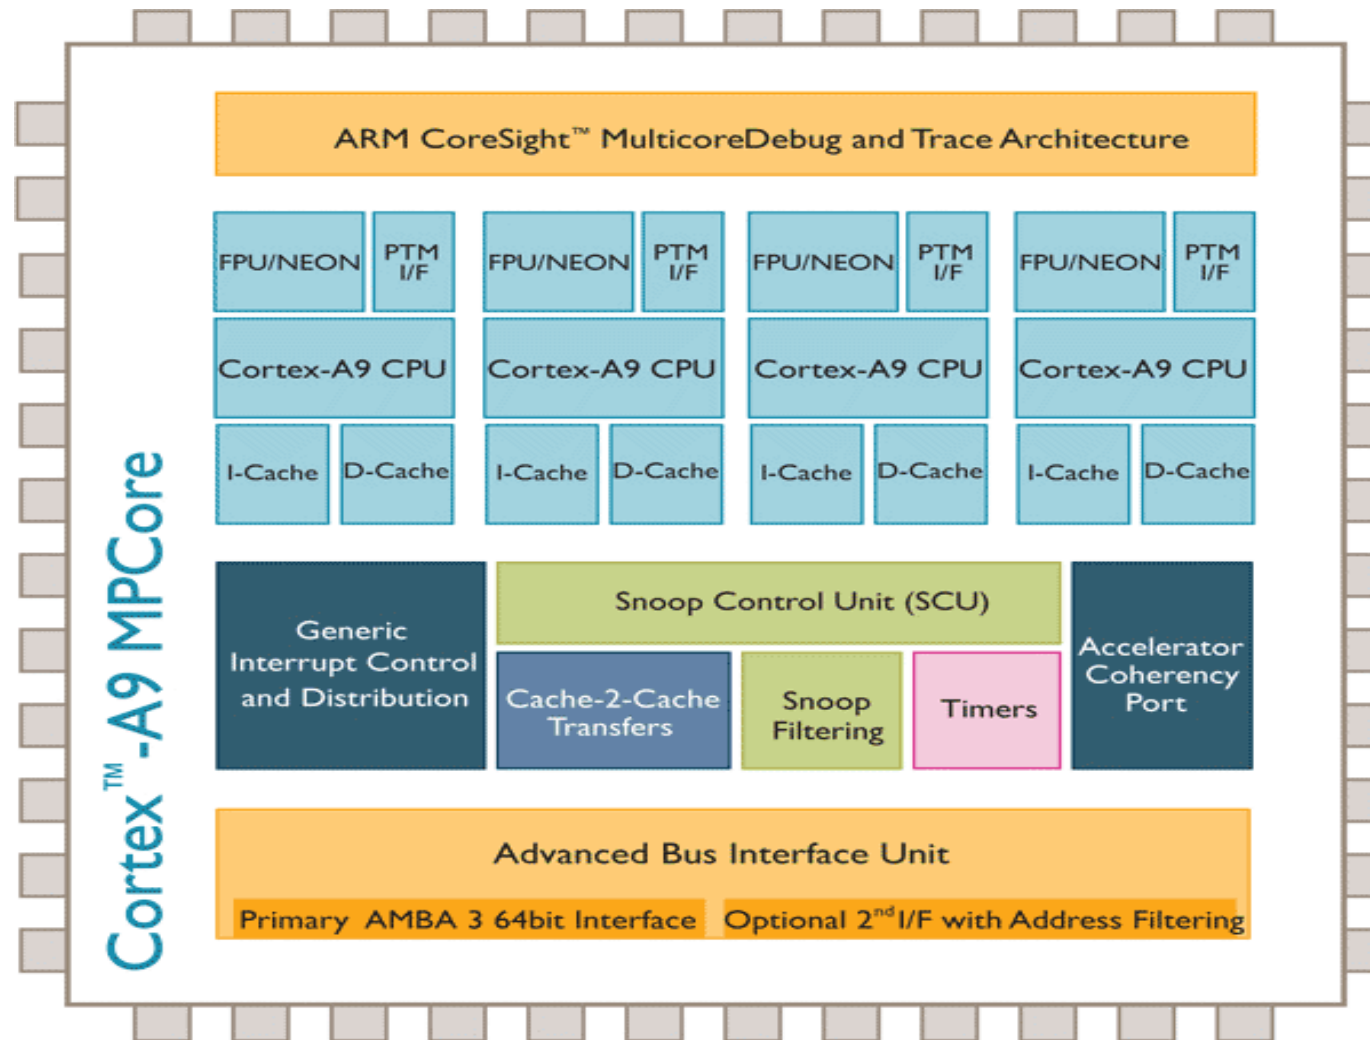 ARM CoreSight™ MulticoreDebug and Trace Architecture
FPU/NEON
PTM
I/F
FPU/NEON
PTM
I/F
FPU/NEON
PTM
I/F
FPU/NEON
PTM
I/F
Cortex-A9 CPU
Cortex-A9 CPU
Cortex-A9 CPU
Cortex-A9 CPU
I-Cache
D-Cache
I-Cache
D-Cache
I-Cache
D-Cache
I-Cache
D-Cache
Cortex™-A9 MPCore
Generic
Interrupt Control
and Distribution
Snoop Control Unit (SCU)
Cache-2-Cache
Transfers
Snoop
Filtering
Timers
Accelerator
Coherency
Port
Advanced Bus Interface Unit
Primary AMBA 3 64bit Interface
Optional 2nd I/F with Address Filtering